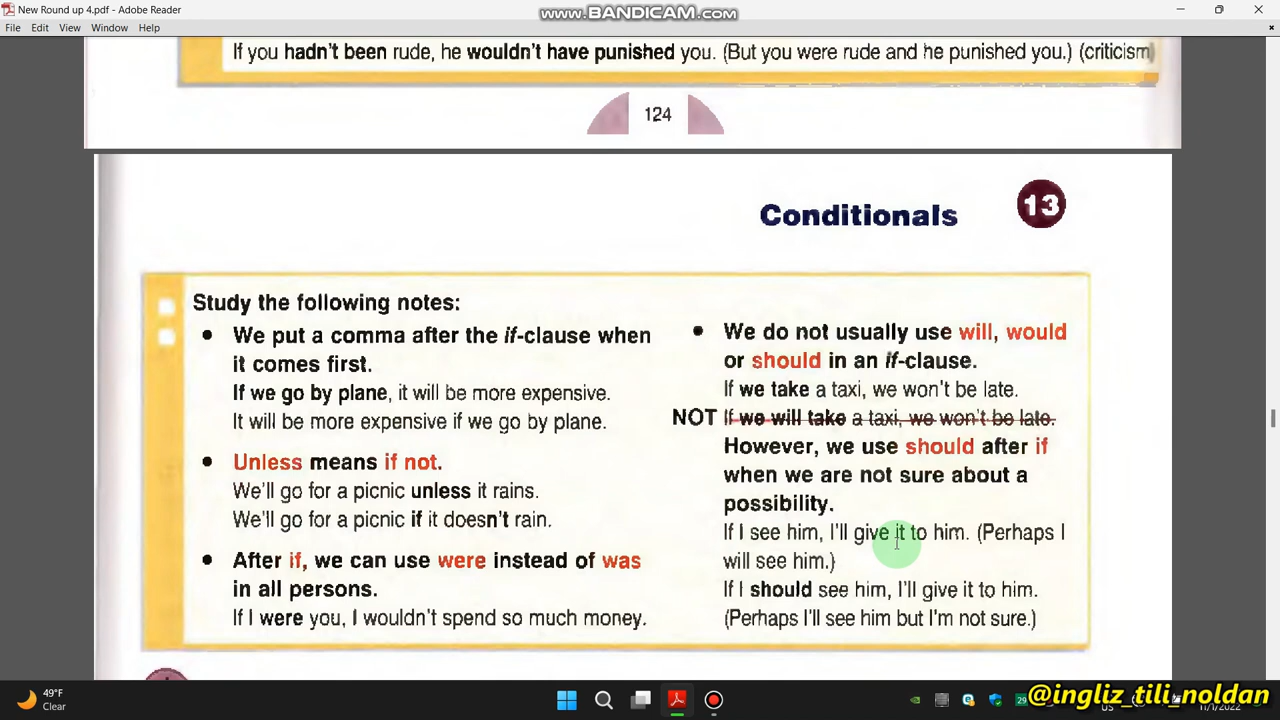 New Round up 4.pdf - Adobe Reader
www.BANDICAM.com
File Edit View Window Help
If you hadn't been rude, he wouldn't have punished you. (But you were rude and he punished you.) (criticism)
124
Conditionals 13
Study the following notes:
• We put a comma after the if-clause when
it comes first.
If we go by plane, it will be more expensive.
It will be more expensive if we go by plane.
• Unless means if not.
We'll go for a picnic unless it rains.
We'll go for a picnic if it doesn't rain.
• After if, we can use were instead of was
in all persons.
If I were you, I wouldn't spend so much money.
• We do not usually use will, would
or should in an if-clause.
If we take a taxi, we won't be late.
NOT If we will take a taxi, we won't be late.
However, we use should after if
when we are not sure about a
possibility.
If I see him, I'll give it to him. (Perhaps I
will see him.)
If I should see him, I'll give it to him.
(Perhaps I'll see him but I'm not sure.)
49°F
Clear
29
@ingliz_tili_noldan